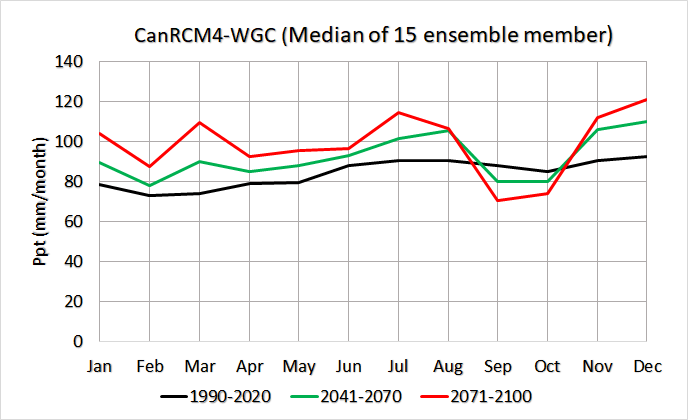 CanRCM4-WGC (Median of 15 ensemble member)
140
120
100
80
60
40
20
0
Ppt (mm/month)
Jan Feb Mar Apr May Jun Jul Aug Sep Oct Nov Dec
1990-2020 2041-2070 2071-2100